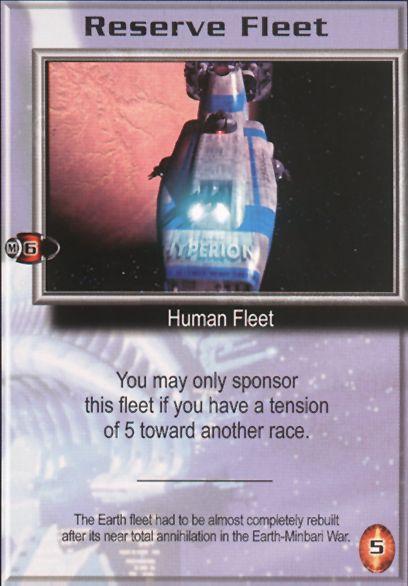 Reserve Fleet
HYPERION
M 6
Human Fleet
You may only sponsor
this fleet if you have a tension
of 5 toward another race.
The Earth fleet had to be almost completely rebuilt
after its near total annihilation in the Earth-Minbari War.
5